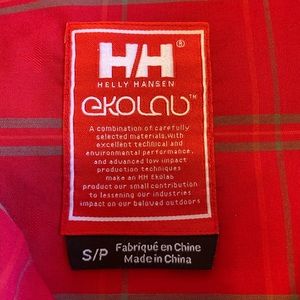 HH®
HELLY HANSEN
ekolab™
A combination of carefully
selected materials, with
excellent technical and
environmental performance,
and advanced low impact
production techniques
make an HH Ekolab
product our small contribution
to lessening our industries
impact on our beloved outdoors
S/P
Fabriqué en Chine
Made in China